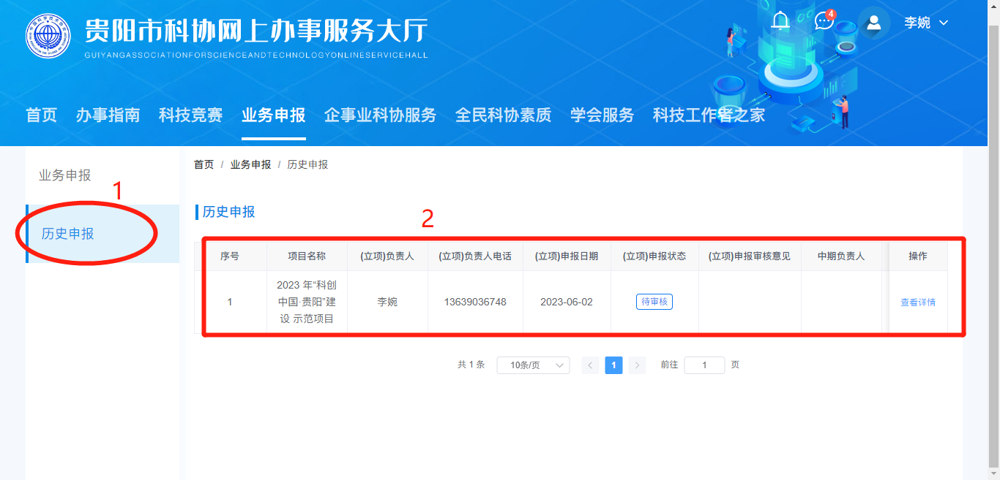 贵阳市科协网上办事服务大厅
GUIYANGASSOCIATIONFORSCIENCEANDTECHNOLOGYONLINESERVICEHALL
4
李婉
首页 办事指南 科技竞赛 业务申报 企事业科协服务 全民科协素质 学会服务 科技工作者之家
业务申报
1
历史申报
首页 / 业务申报 / 历史申报
历史申报
2
序号 项目名称 (立项)负责人 (立项)负责人电话 (立项)申报日期 (立项)申报状态 (立项)申报审核意见 中期负责人 操作
2023 年“科创
1 中国·贵阳”建 李婉 13639036748 2023-06-02 待审核 查看详情
设 示范项目
共 1 条 10条/页 1 前往 1 页